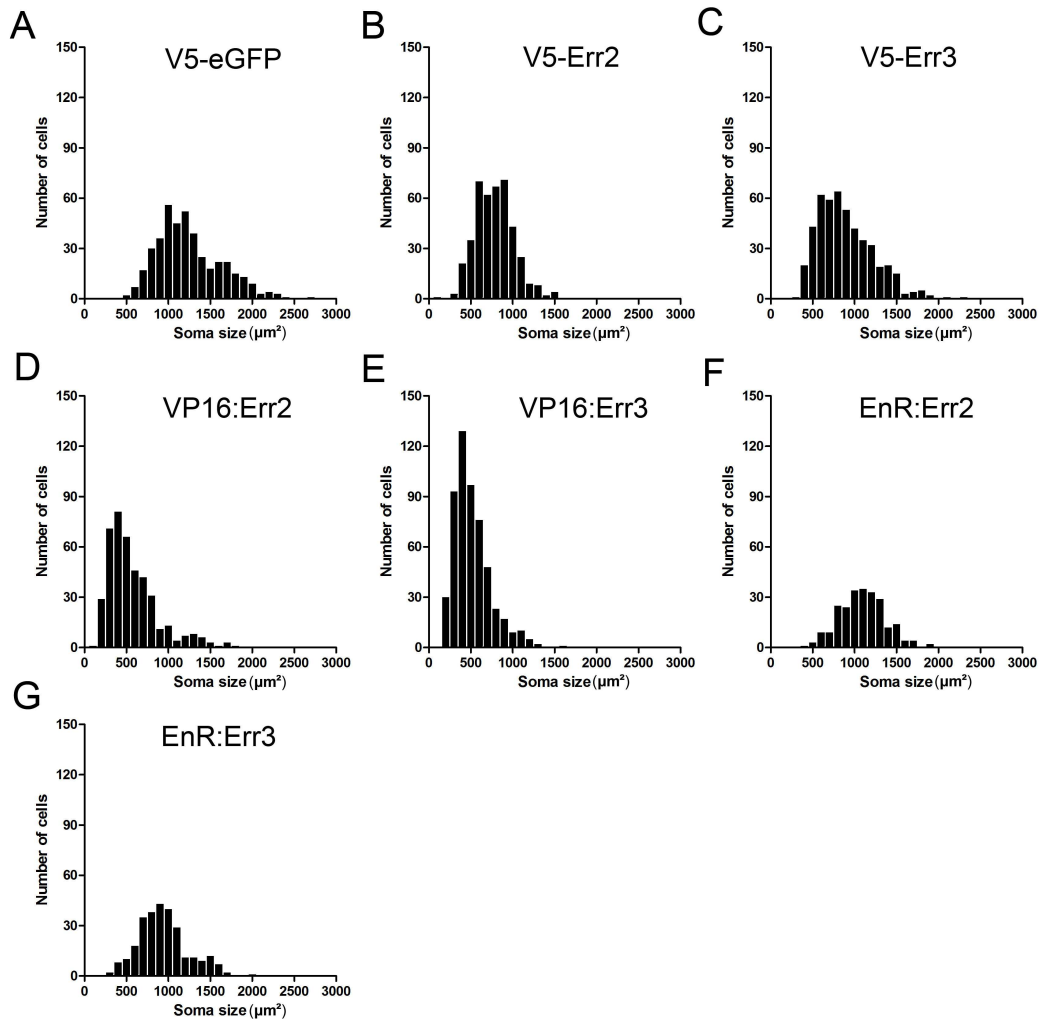 A
V5-eGFP
150
120
90
60
30
0
Number of cells
0 500 1000 1500 2000 2500 3000
Soma size (µm²)
B
V5-Err2
150
120
90
60
30
0
Number of cells
0 500 1000 1500 2000 2500 3000
Soma size (µm²)
C
V5-Err3
150
120
90
60
30
0
Number of cells
0 500 1000 1500 2000 2500 3000
Soma size (µm²)
D
VP16:Err2
150
120
90
60
30
0
Number of cells
0 500 1000 1500 2000 2500 3000
Soma size (µm²)
E
VP16:Err3
150
120
90
60
30
0
Number of cells
0 500 1000 1500 2000 2500 3000
Soma size (µm²)
F
EnR:Err2
150
120
90
60
30
0
Number of cells
0 500 1000 1500 2000 2500 3000
Soma size (µm²)
G
EnR:Err3
150
120
90
60
30
0
Number of cells
0 500 1000 1500 2000 2500 3000
Soma size (µm²)